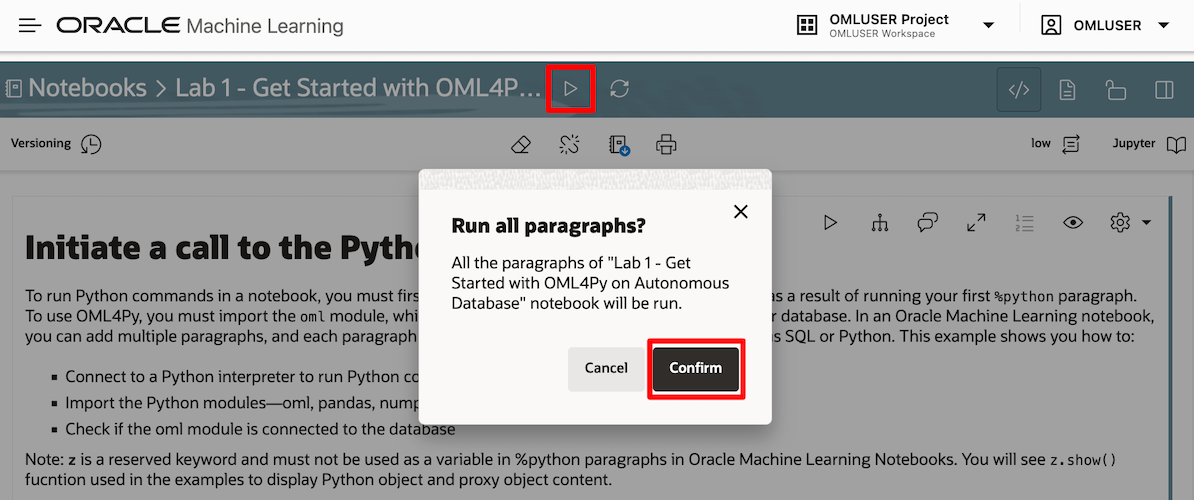 ORACLE Machine Learning
OMLUSER Project
OMLUSER Workspace
OMLUSER
Notebooks > Lab 1 - Get Started with OML4P...
</>
Versioning
low
Jupyter
Run all paragraphs?
All the paragraphs of "Lab 1 - Get
Started with OML4Py on Autonomous
Database" notebook will be run.
Cancel
Confirm
Initiate a call to the Pyth
To run Python commands in a notebook, you must firs as a result of running your first %python paragraph.
To use OML4Py, you must import the oml module, whi r database. In an Oracle Machine Learning notebook,
you can add multiple paragraphs, and each paragraph s SQL or Python. This example shows you how to:
▪ Connect to a Python interpreter to run Python co
▪ Import the Python modules—oml, pandas, nump
▪ Check if the oml module is connected to the database
Note: z is a reserved keyword and must not be used as a variable in %python paragraphs in Oracle Machine Learning Notebooks. You will see z.show()
fucntion used in the examples to display Python object and proxy object content.